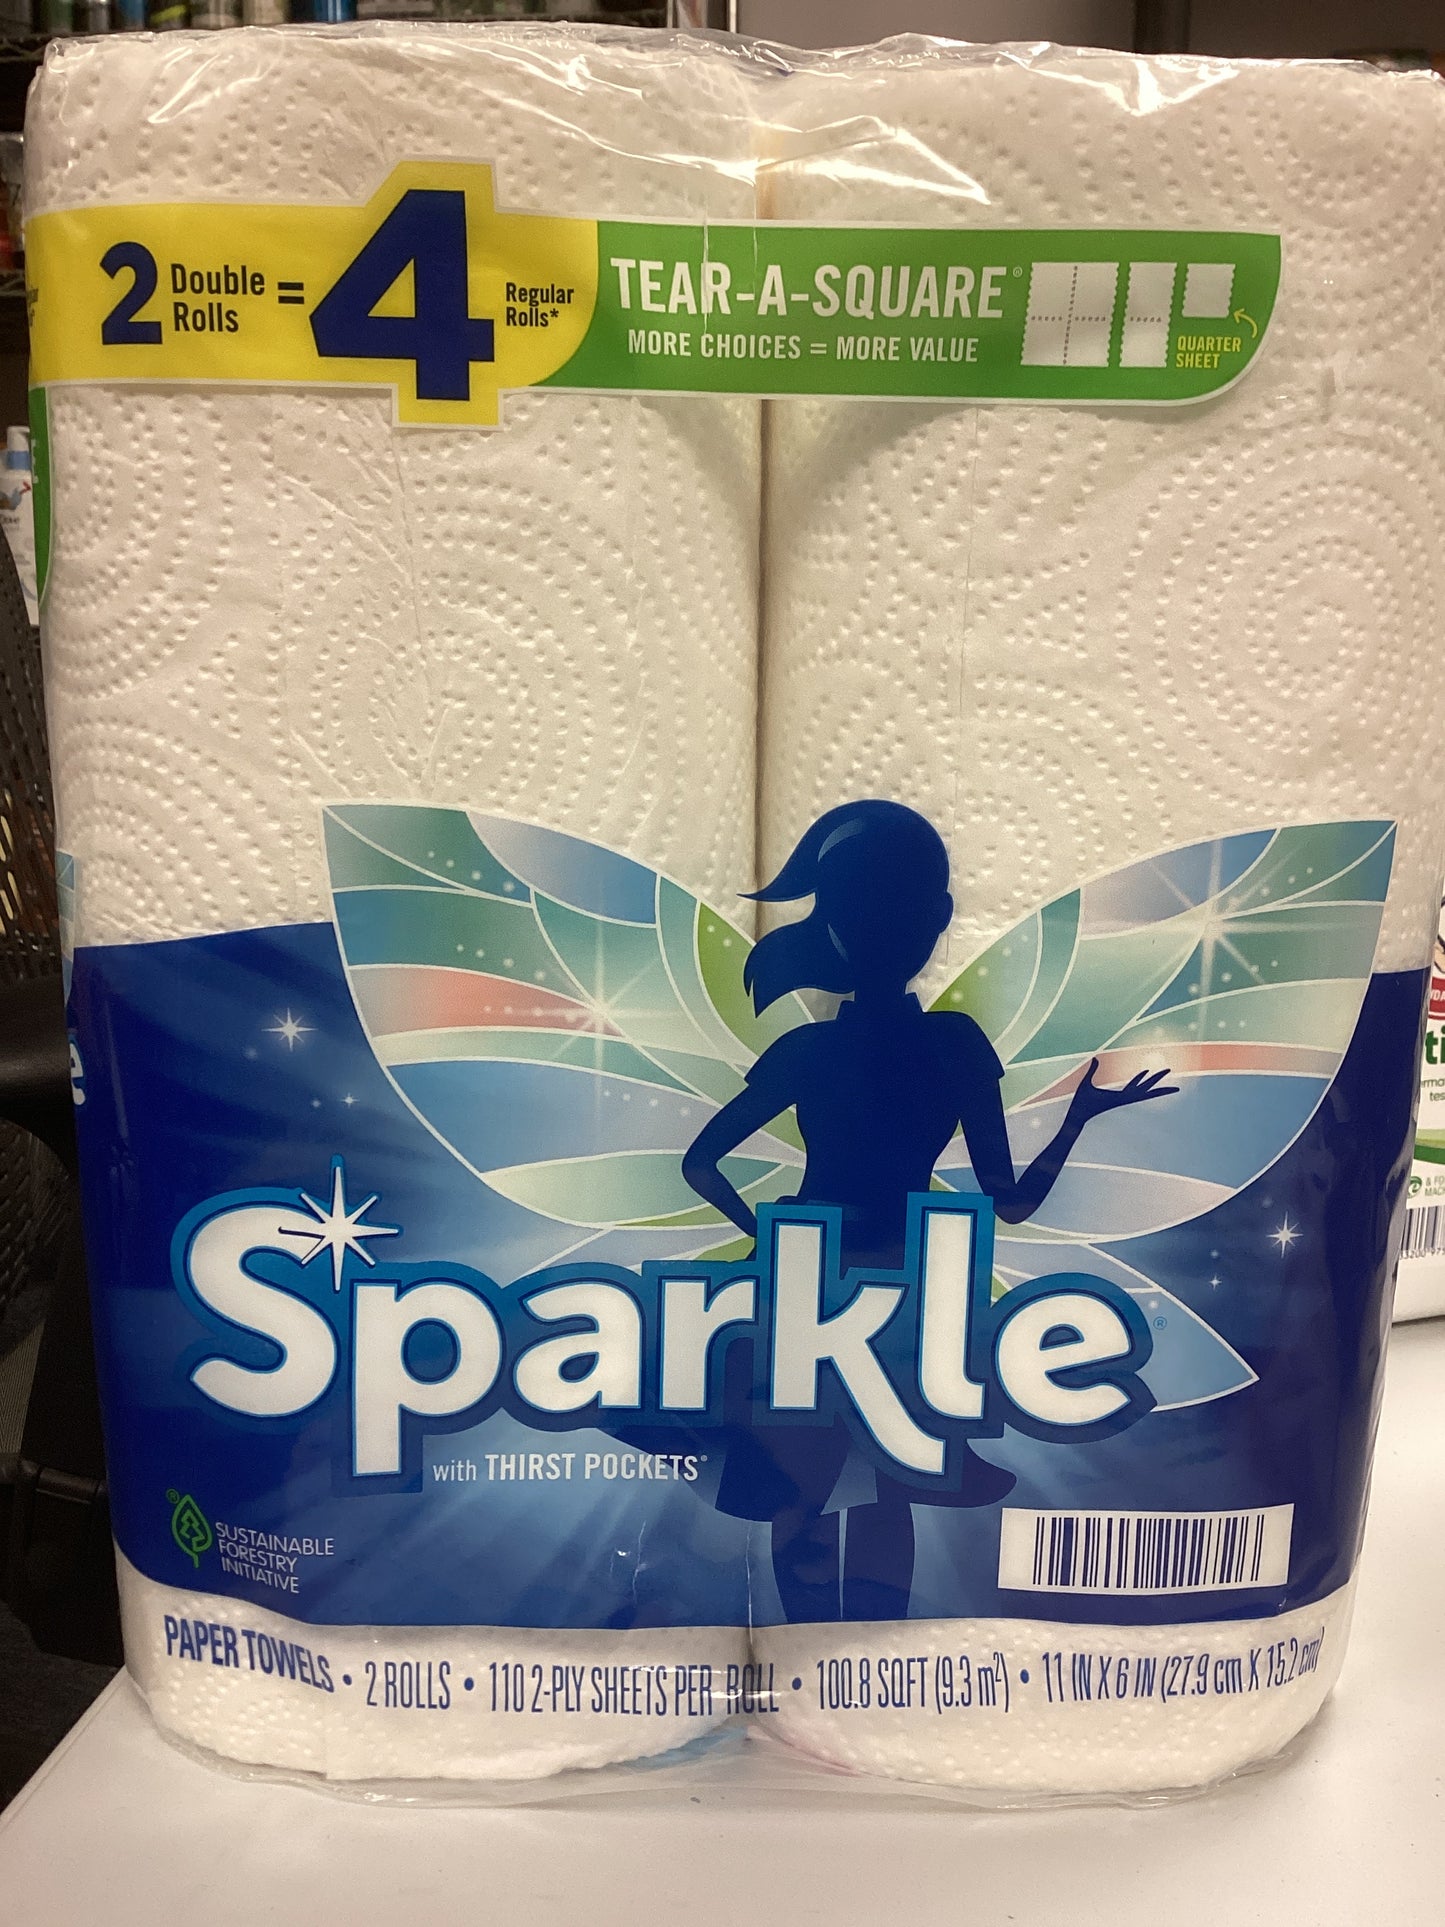 2 Double Rolls = 4 Regular Rolls*
TEAR-A-SQUARE®
MORE CHOICES = MORE VALUE
QUARTER
SHEET
Sparkle®
with THIRST POCKETS®
SUSTAINABLE
FORESTRY
INITIATIVE
PAPER TOWELS • 2 ROLLS • 110 2-PLY SHEETS PER ROLL • 100.8 SQFT (9.3 m²) • 11 IN X 6 IN (27.9 cm X 15.2 cm)